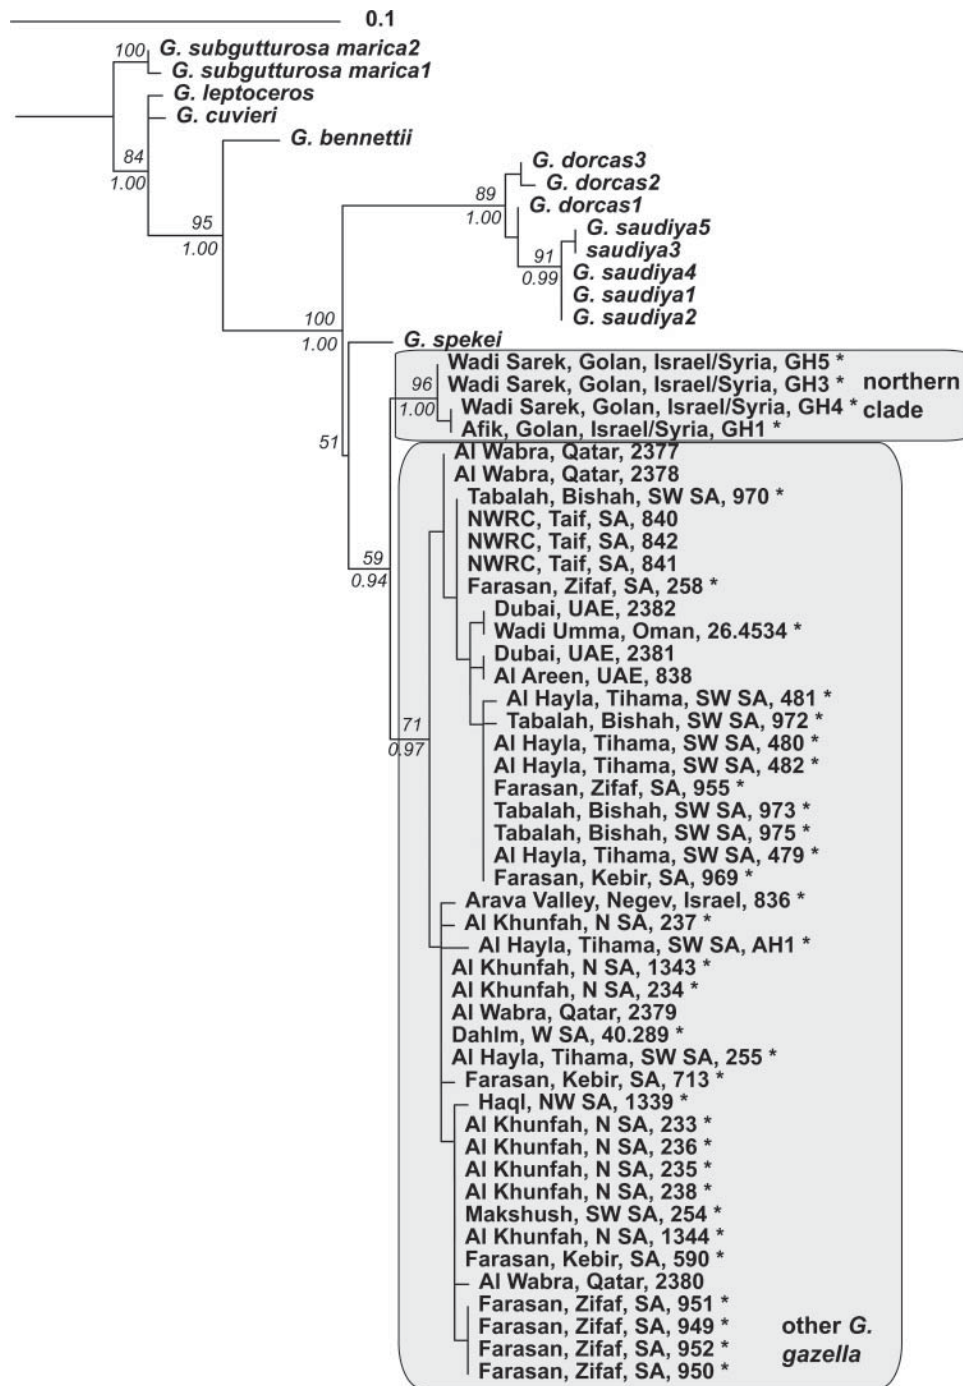 0.1
100 G. subgutturosa marica2
G. subgutturosa marica1
G. leptoceros
G. cuvieri
G. bennettii
84
1.00
G. dorcas3
G. dorcas2
89
1.00
G. dorcas1
95
1.00
G. saudiya5
saudiya3
91
0.99
G. saudiya4
G. saudiya1
G. saudiya2
100
1.00
G. spekei
Wadi Sarek, Golan, Israel/Syria, GH5 *
96
1.00
Wadi Sarek, Golan, Israel/Syria, GH3 *
Wadi Sarek, Golan, Israel/Syria, GH4 *
Afik, Golan, Israel/Syria, GH1 *
northern
clade
51
Al Wabra, Qatar, 2377
Al Wabra, Qatar, 2378
Tabalah, Bishah, SW SA, 970 *
NWRC, Taif, SA, 840
NWRC, Taif, SA, 842
NWRC, Taif, SA, 841
59
0.94
Farasan, Zifaf, SA, 258 *
Dubai, UAE, 2382
Wadi Umma, Oman, 26.4534 *
Dubai, UAE, 2381
Al Areen, UAE, 838
Al Hayla, Tihama, SW SA, 481 *
Tabalah, Bishah, SW SA, 972 *
71
0.97
Al Hayla, Tihama, SW SA, 480 *
Al Hayla, Tihama, SW SA, 482 *
Farasan, Zifaf, SA, 955 *
Tabalah, Bishah, SW SA, 973 *
Tabalah, Bishah, SW SA, 975 *
Al Hayla, Tihama, SW SA, 479 *
Farasan, Kebir, SA, 969 *
Arava Valley, Negev, Israel, 836 *
Al Khunfah, N SA, 237 *
Al Hayla, Tihama, SW SA, AH1 *
Al Khunfah, N SA, 1343 *
Al Khunfah, N SA, 234 *
Al Wabra, Qatar, 2379
Dahlm, W SA, 40.289 *
Al Hayla, Tihama, SW SA, 255 *
Farasan, Kebir, SA, 713 *
Haql, NW SA, 1339 *
Al Khunfah, N SA, 233 *
Al Khunfah, N SA, 236 *
Al Khunfah, N SA, 235 *
Al Khunfah, N SA, 238 *
Makshush, SW SA, 254 *
Al Khunfah, N SA, 1344 *
Farasan, Kebir, SA, 590 *
Al Wabra, Qatar, 2380
Farasan, Zifaf, SA, 951 *
Farasan, Zifaf, SA, 949 *
Farasan, Zifaf, SA, 952 *
Farasan, Zifaf, SA, 950 *
other G.
gazella